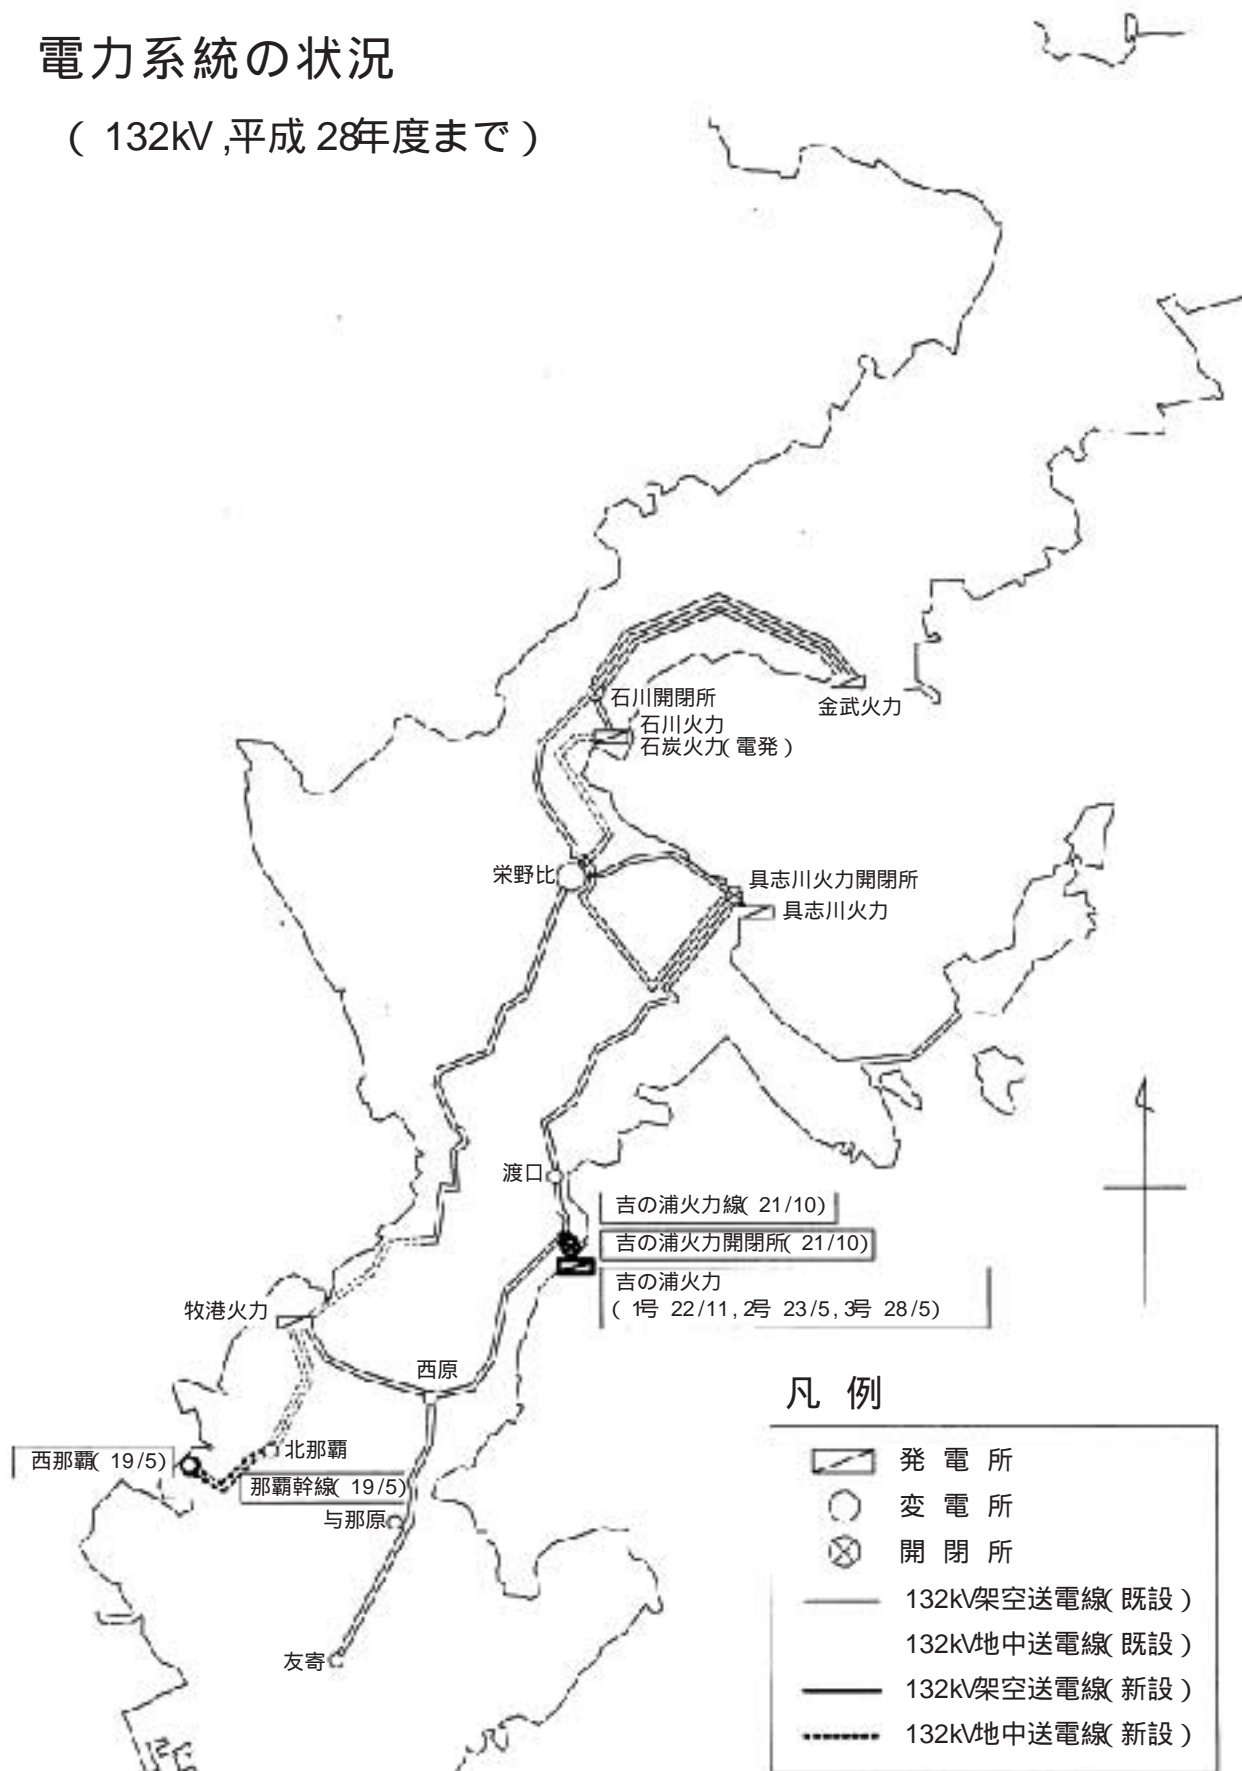 電力系統の状況
( 132kV ,平成 28年度まで )
石川開閉所
石川火力
石炭火力( 電発 )
金武火力
栄野比
具志川火力開閉所
具志川火力
渡口
吉の浦火力線( 21/10)
吉の浦火力開閉所( 21/10)
吉の浦火力
( 1号 22/11 , 2号 23/5 , 3号 28/5)
牧港火力
西原
西那覇( 19/5)
北那覇
那覇幹線( 19/5)
与那原
友寄
凡 例
発 電 所
変 電 所
開 閉 所
132kV架空送電線( 既設 )
132kV地中送電線( 既設 )
132kV架空送電線( 新設 )
132kV地中送電線( 新設 )